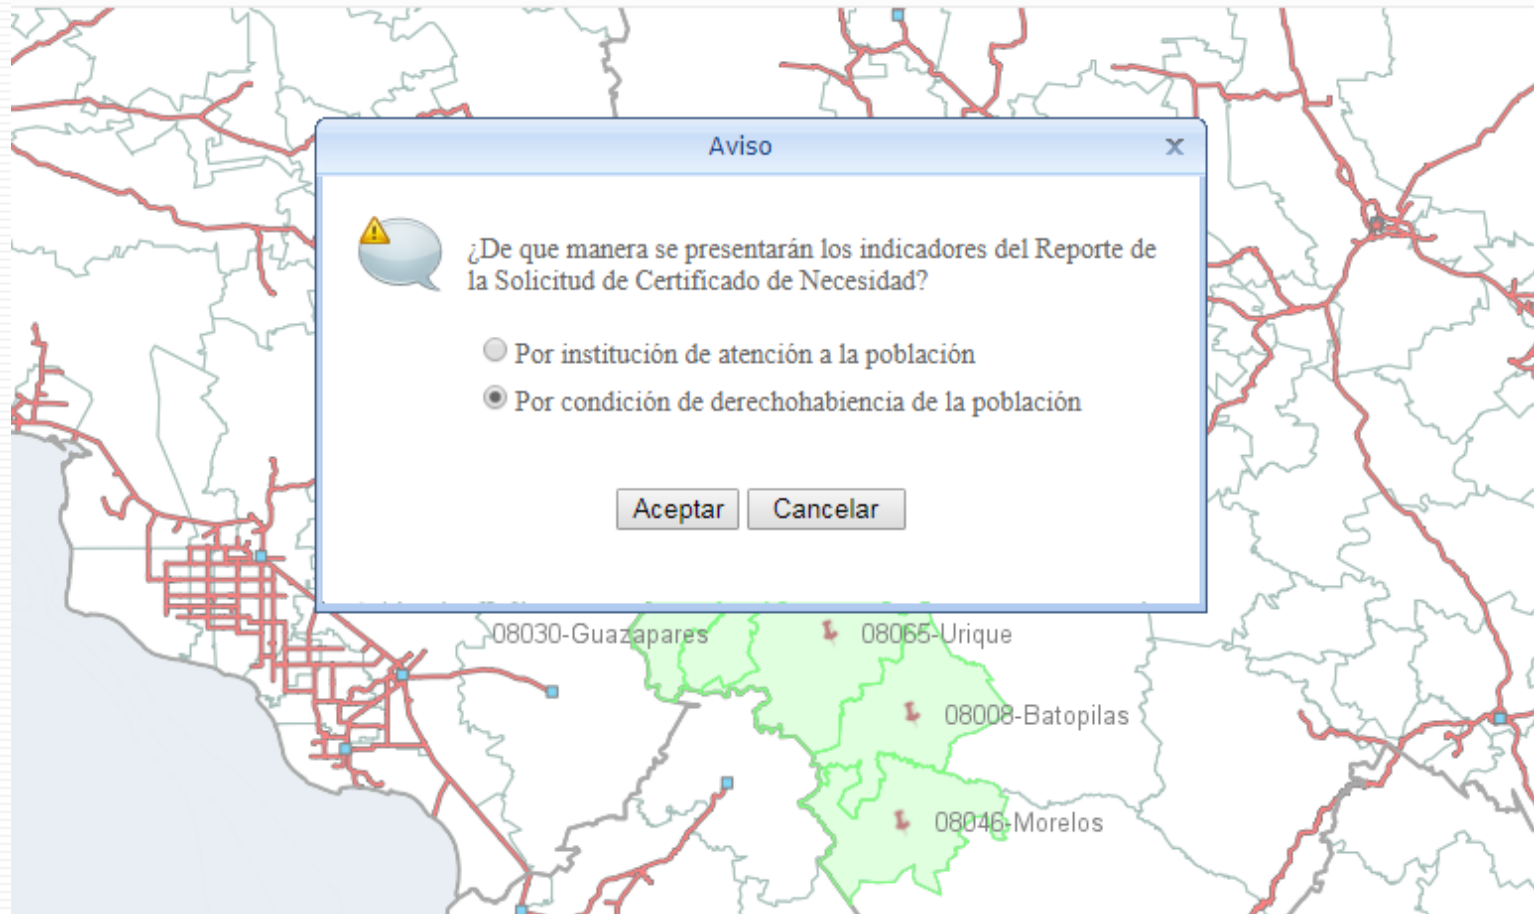 Aviso
x
¿De que manera se presentarán los indicadores del Reporte de
la Solicitud de Certificado de Necesidad?
Por institución de atención a la población
Por condición de derechohabiencia de la población
Aceptar
Cancelar
08030-Guazapares
08065-Urique
08008-Batopilas
08046-Morelos